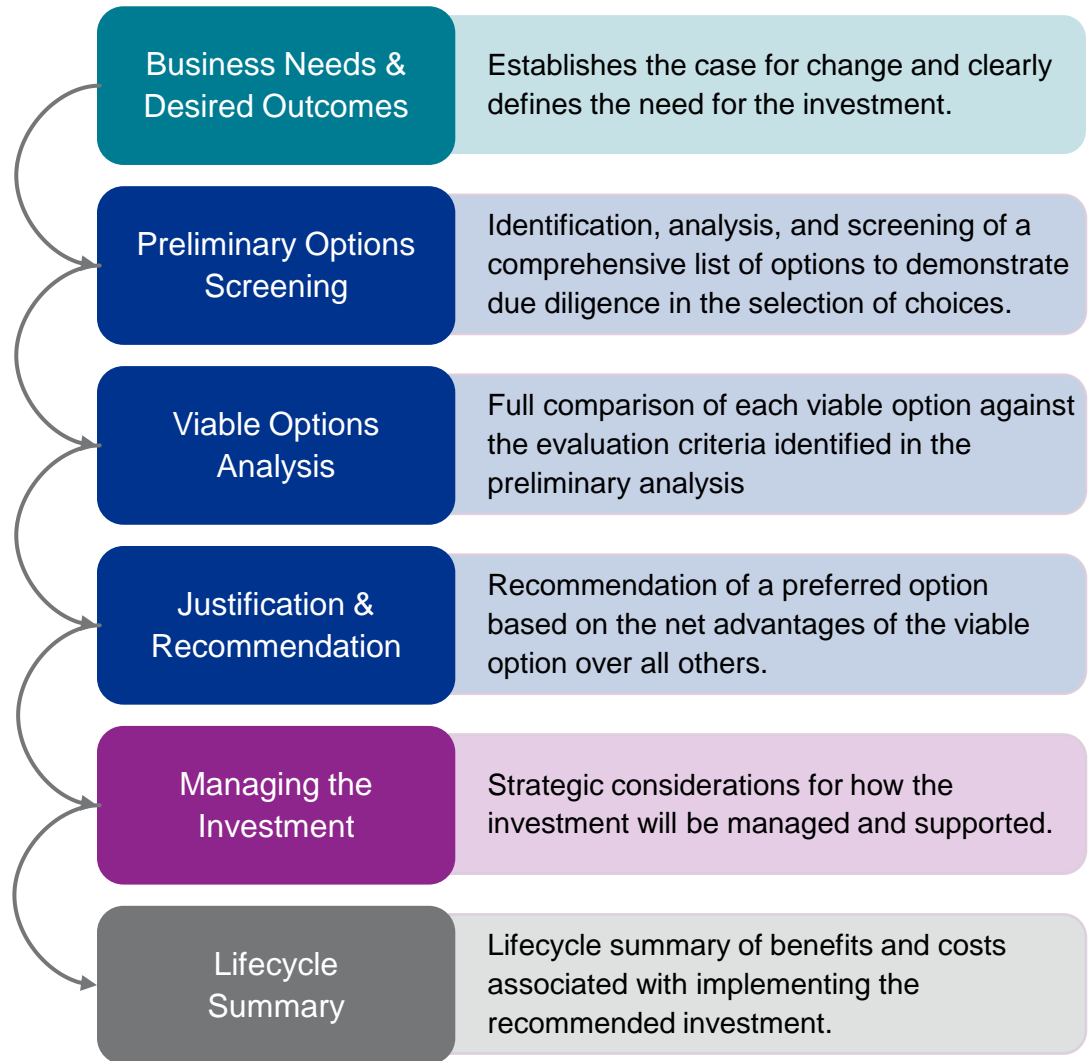 Business Needs &
Desired Outcomes
Establishes the case for change and clearly
defines the need for the investment.
Preliminary Options
Screening
Identification, analysis, and screening of a
comprehensive list of options to demonstrate
due diligence in the selection of choices.
Viable Options
Analysis
Full comparison of each viable option against
the evaluation criteria identified in the
preliminary analysis
Justification &
Recommendation
Recommendation of a preferred option
based on the net advantages of the viable
option over all others.
Managing the
Investment
Strategic considerations for how the
investment will be managed and supported.
Lifecycle
Summary
Lifecycle summary of benefits and costs
associated with implementing the
recommended investment.